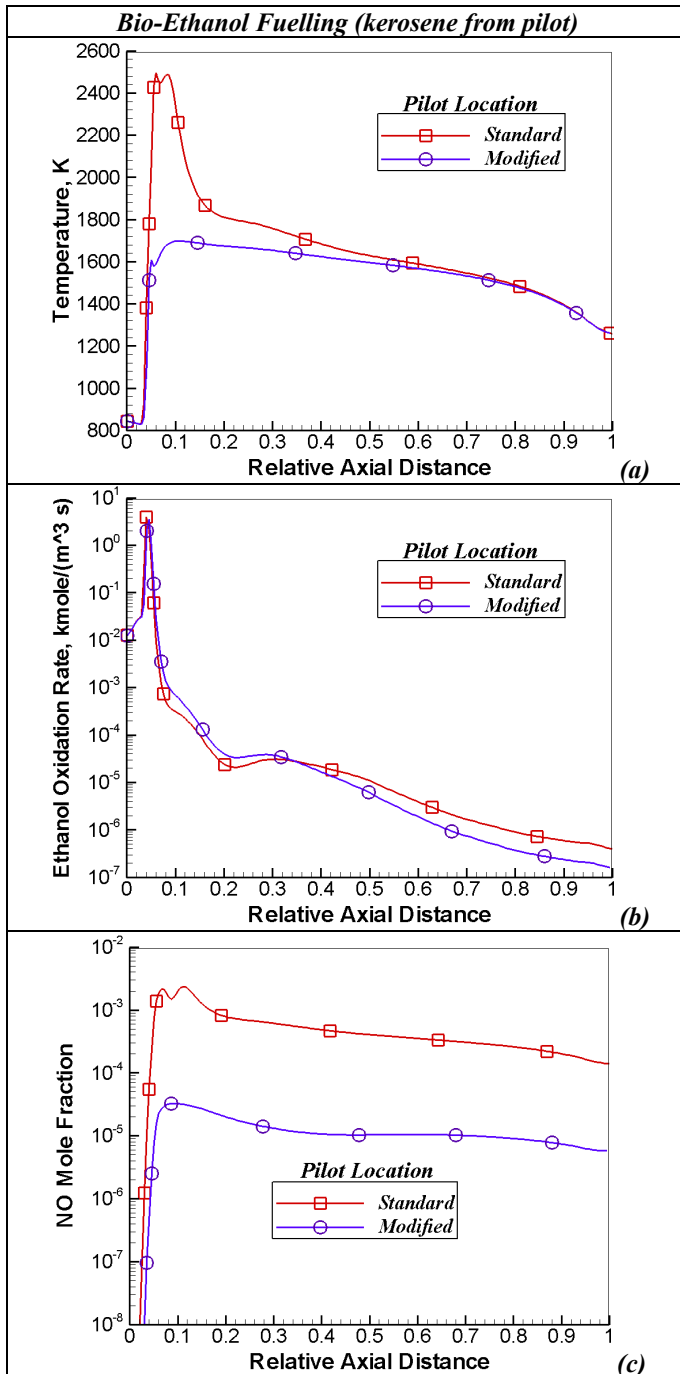 Bio-Ethanol Fuelling (kerosene from pilot)
2600
2400
2200
2000
1800
1600
1400
1200
1000
800
Temperature, K
Pilot Location
Standard
Modified
0 0.1 0.2 0.3 0.4 0.5 0.6 0.7 0.8 0.9 1
Relative Axial Distance
(a)
10^1
10^0
10^-1
10^-2
10^-3
10^-4
10^-5
10^-6
10^-7
Ethanol Oxidation Rate, kmole/(m^3 s)
Pilot Location
Standard
Modified
0 0.1 0.2 0.3 0.4 0.5 0.6 0.7 0.8 0.9 1
Relative Axial Distance
(b)
10^-2
10^-3
10^-4
10^-5
10^-6
10^-7
10^-8
NO Mole Fraction
Pilot Location
Standard
Modified
0 0.1 0.2 0.3 0.4 0.5 0.6 0.7 0.8 0.9 1
Relative Axial Distance
(c)